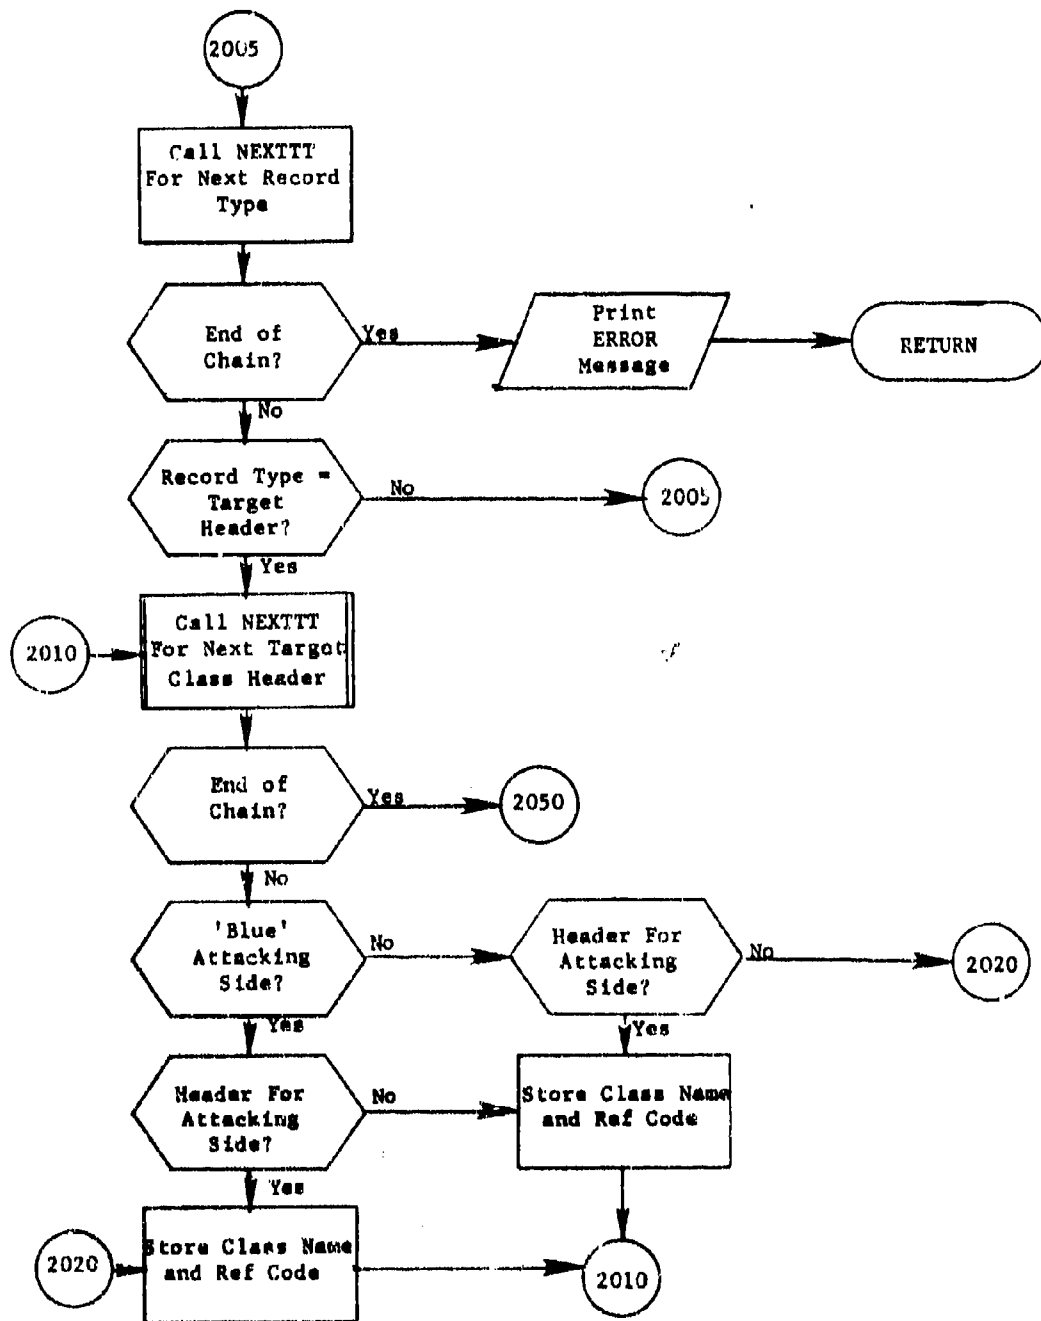 2005
Call NEXTTT
For Next Record
Type
End of
Chain?
Yes
Print
ERROR
Message
RETURN
No
Record Type =
Target
Header?
No
2005
Yes
2010
Call NEXTTT
For Next Target
Class Header
End of
Chain?
Yes
2050
No
'Blue'
Attacking
Side?
No
Header For
Attacking
Side?
No
2020
Yes
Yes
Header For
Attacking
Side?
No
Store Class Name
and Ref Code
Yes
2020
Store Class Name
and Ref Code
2010